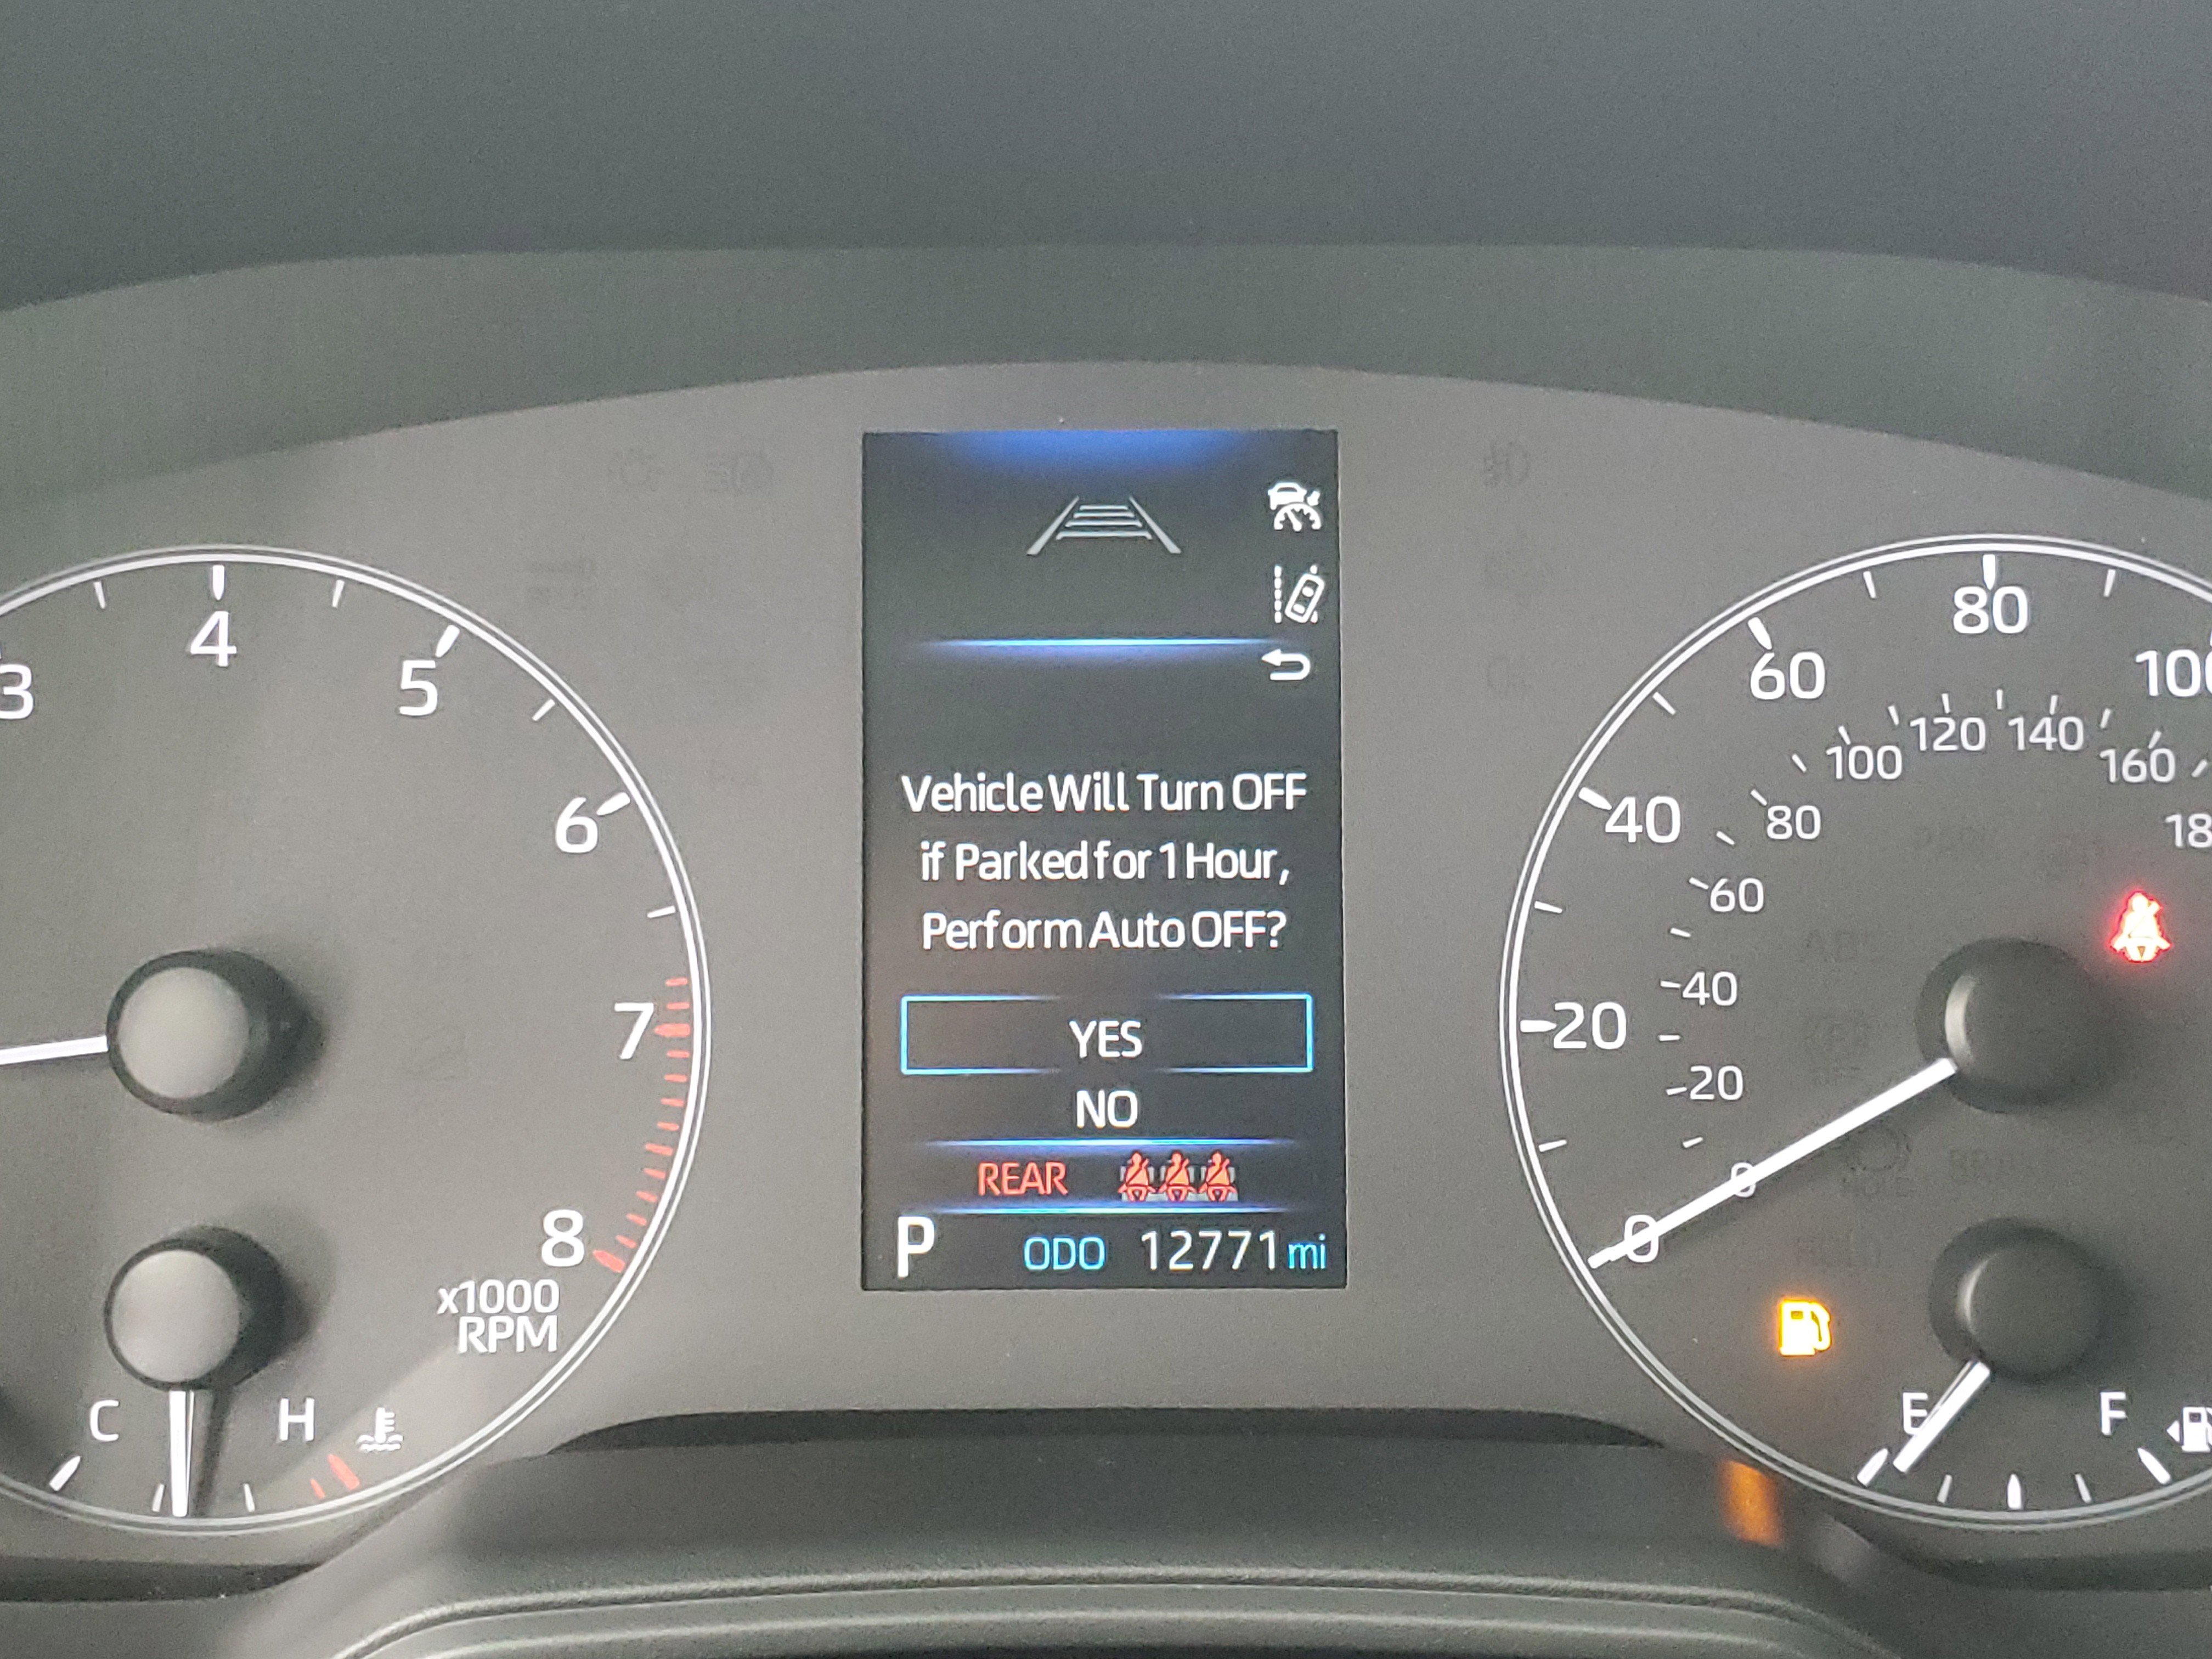 3
4
5
6
7
8
x1000
RPM
C
H
Vehicle Will Turn OFF
if Parked for 1 Hour,
Perform Auto OFF?
YES
NO
REAR
P ODO 12771 mi
0
20
40
60
80
100
0
20
40
60
80
100
120
140
160
E
F